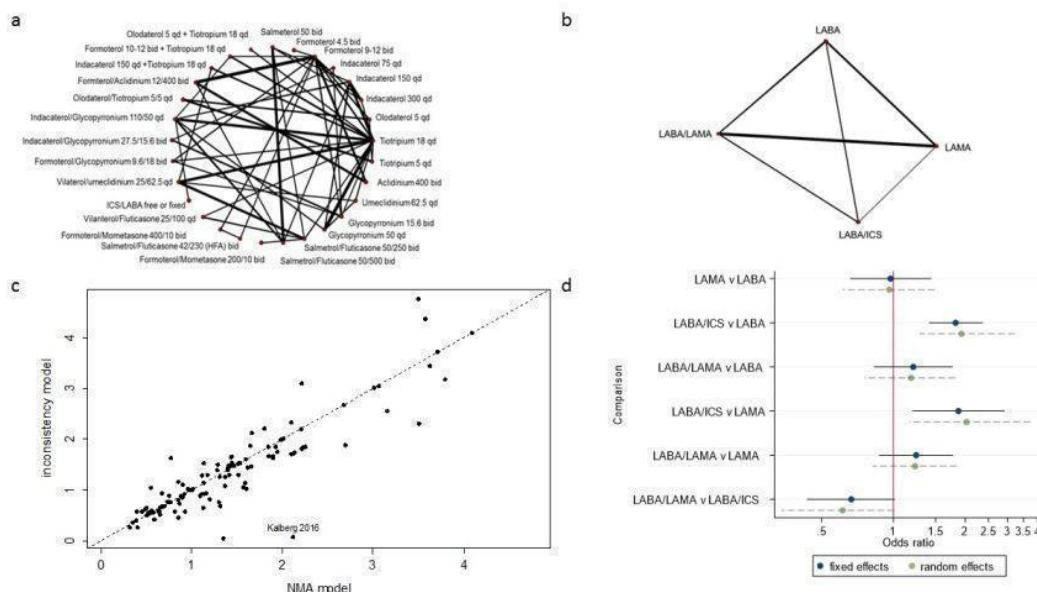 a
Olodaterol 5 qd + Tiotropium 18 qd
Formoterol 10-12 bid + Tiotropium 18 qd
Indacaterol 150 qd +Tiotropium 18 qd
Formterol/Aclidinium 12/400 bid
Olodaterol/Tiotropium 5/5 qd
Indacaterol/Glycopyrronium 110/50 qd
Indacaterol/Glycopyrronium 27.5/15.6 bid
Formoterol/Glycopyrronium 9.6/18 bid
Vilaterol/umeclidinium 25/62.5 qd
ICS/LABA free or fixed
Vilanterol/Fluticasone 25/100 qd
Formoterol/Mometasone 400/10 bid
Salmetrol/Fluticasone 42/230 (HFA) bid
Formoterol/Mometasone 200/10 bid
Salmeterol 50 bid
Formoterol 4.5 bid
Formoterol 9-12 bid
Indacaterol 75 qd
Indacaterol 150 qd
Indacaterol 300 qd
Olodaterol 5 qd
Tiotripium 18 qd
Tiotripium 5 qd
Aclidinium 400 bid
Umeclidinium 62.5 qd
Glycopyrronium 15.6 bid
Glycopyrronium 50 qd
Salmetrol/Fluticasone 50/250 bid
Salmetrol/Fluticasone 50/500 bid
b
LABA
LABA/LAMA
LAMA
LABA/ICS
c
inconsistency model
4
3
2
1
0
Kalberg 2016
0 1 2 3 4
NMA model
d
Comparison
LAMA v LABA
LABA/ICS v LABA
LABA/LAMA v LABA
LABA/ICS v LAMA
LABA/LAMA v LAMA
LABA/LAMA v LABA/ICS
.5 1 1.5 2 2.5 3 3.5 4
Odds ratio
fixed effects random effects